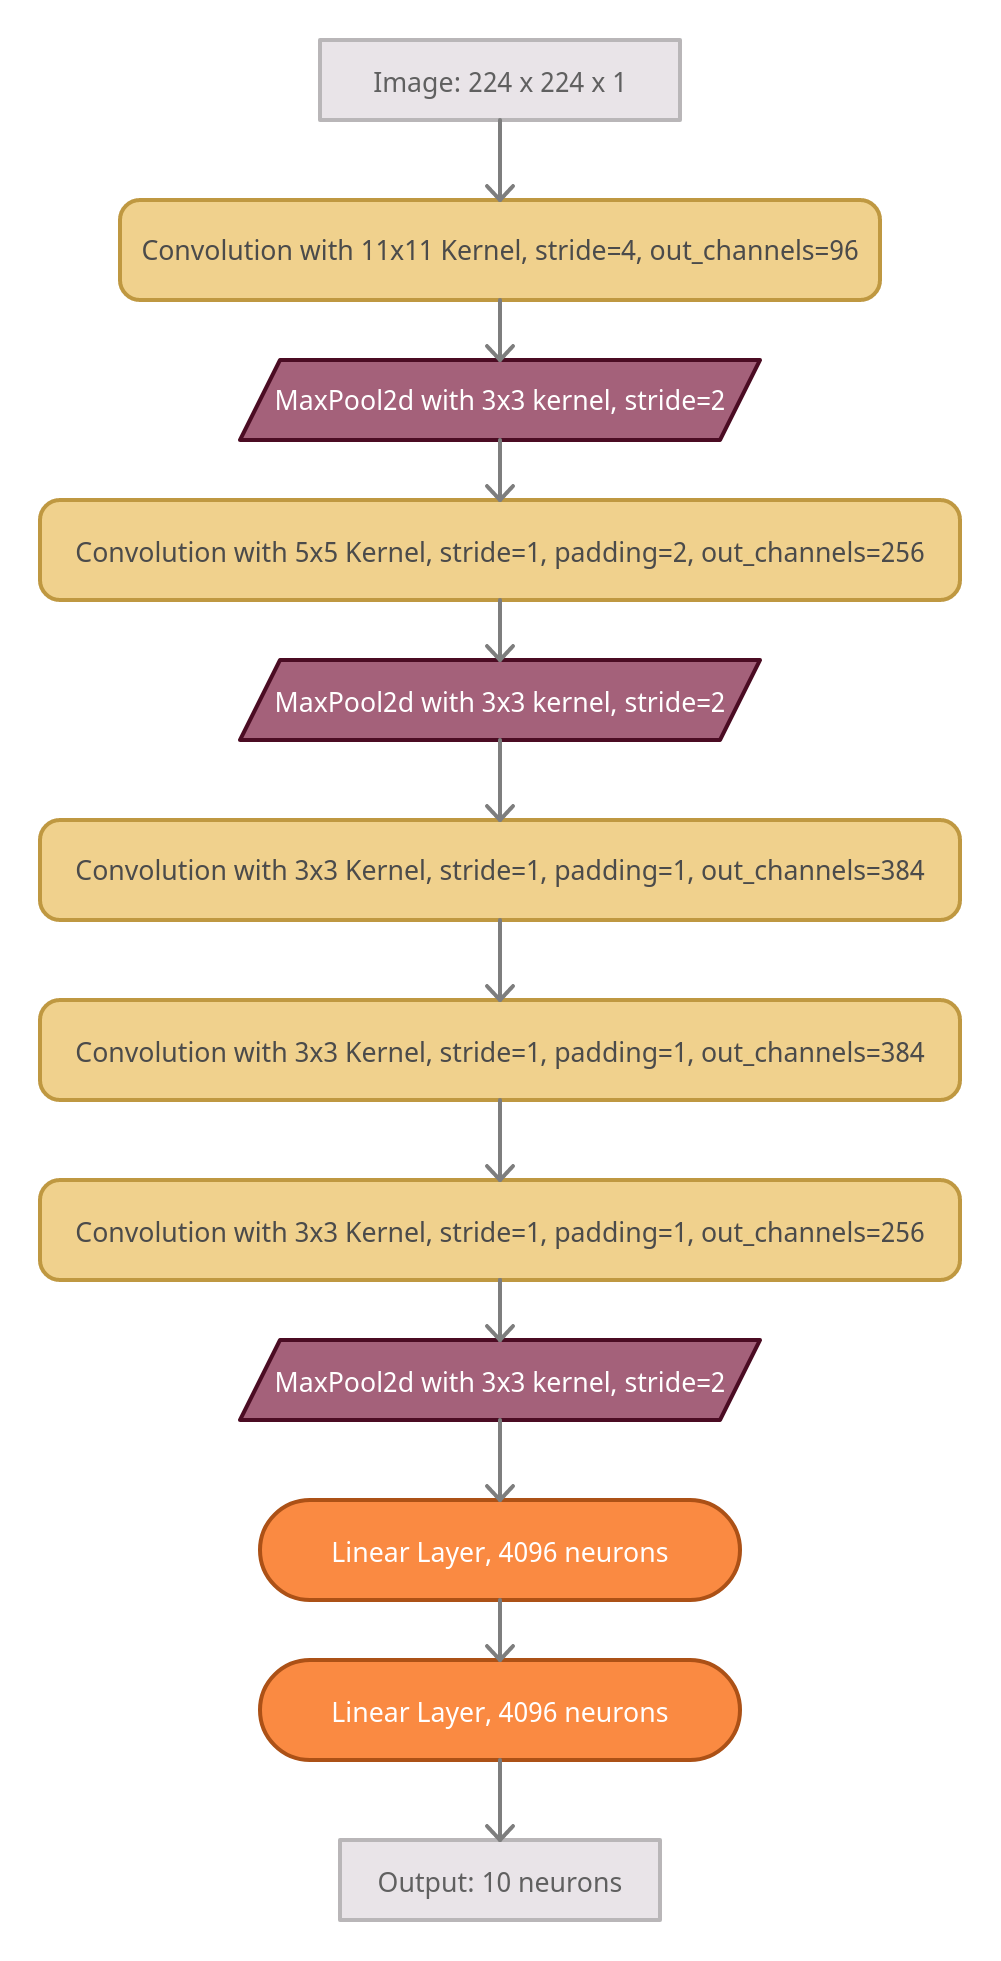 Image: 224 x 224 x 1
Convolution with 11x11 Kernel, stride=4, out_channels=96
MaxPool2d with 3x3 kernel, stride=2
Convolution with 5x5 Kernel, stride=1, padding=2, out_channels=256
MaxPool2d with 3x3 kernel, stride=2
Convolution with 3x3 Kernel, stride=1, padding=1, out_channels=384
Convolution with 3x3 Kernel, stride=1, padding=1, out_channels=384
Convolution with 3x3 Kernel, stride=1, padding=1, out_channels=256
MaxPool2d with 3x3 kernel, stride=2
Linear Layer, 4096 neurons
Linear Layer, 4096 neurons
Output: 10 neurons